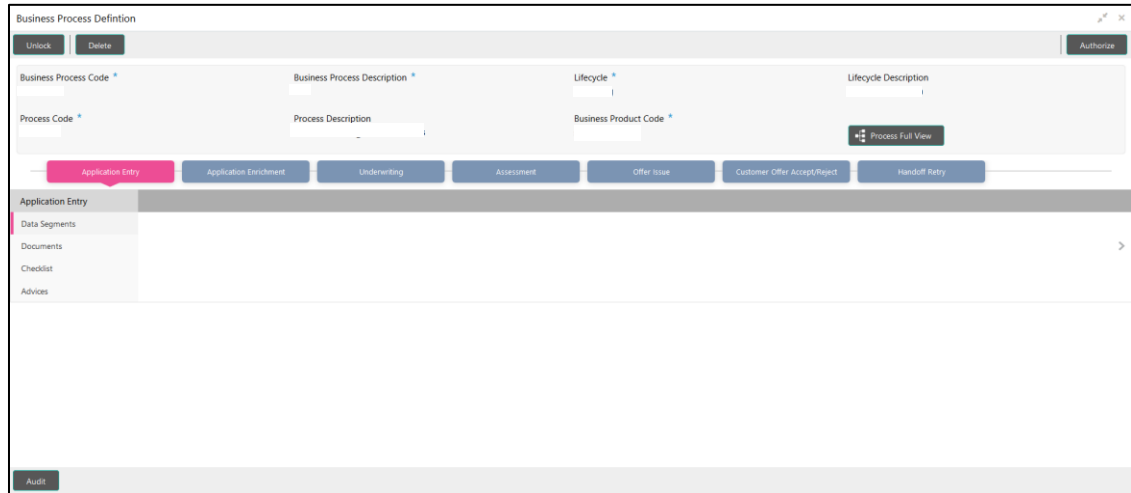 Business Process Defintion
Unlock Delete Authorize
Business Process Code * Business Process Description * Lifecycle * Lifecycle Description
Process Code * Process Description Business Product Code *
Process Full View
Application Entry Application Enrichment Underwriting Assessment Offer Issue Customer Offer Accept/Reject Handoff Retry
Application Entry
Data Segments
Documents
Checklist
Advices
Audit